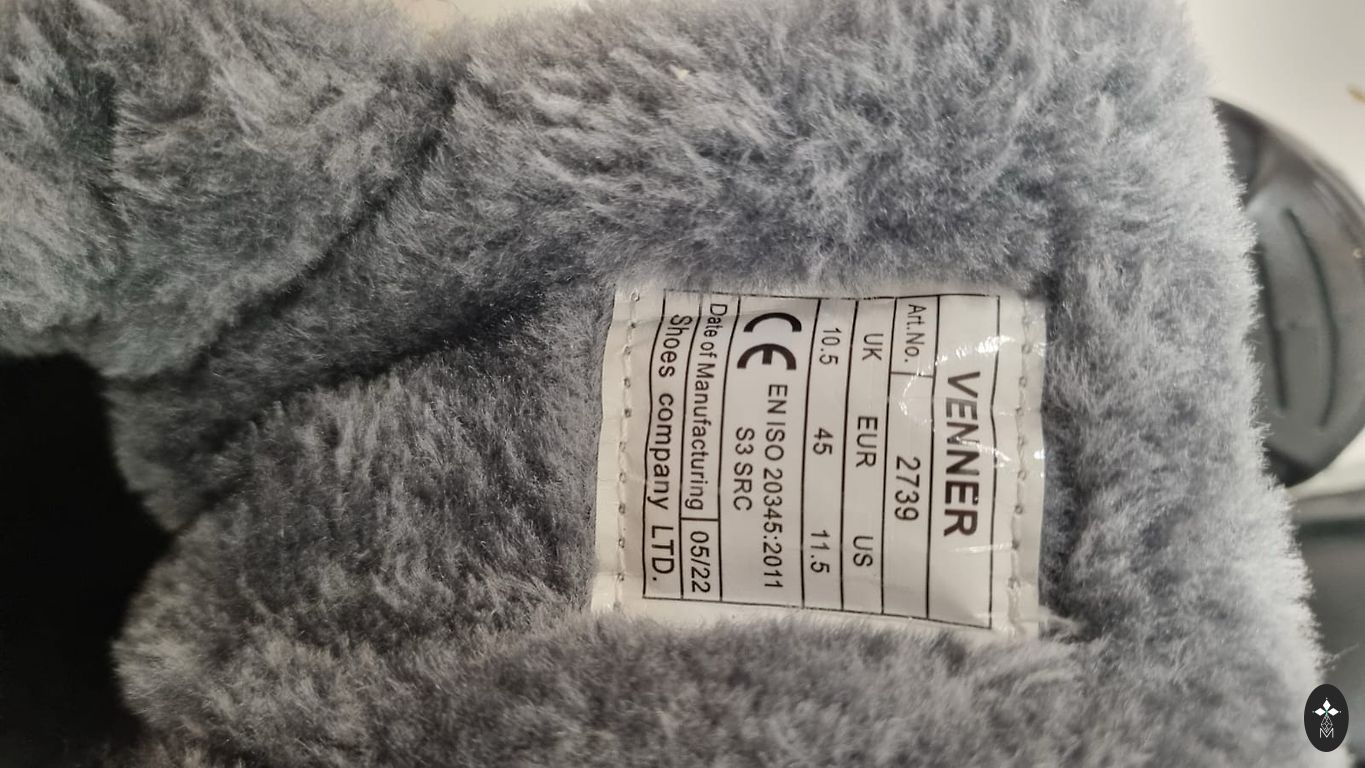 VENNER
Art.No. 2739
UK EUR US
10.5 45 11.5
CE EN ISO 20345:2011
S3 SRC
Date of Manufacturing 05/22
Shoes company LTD.
M